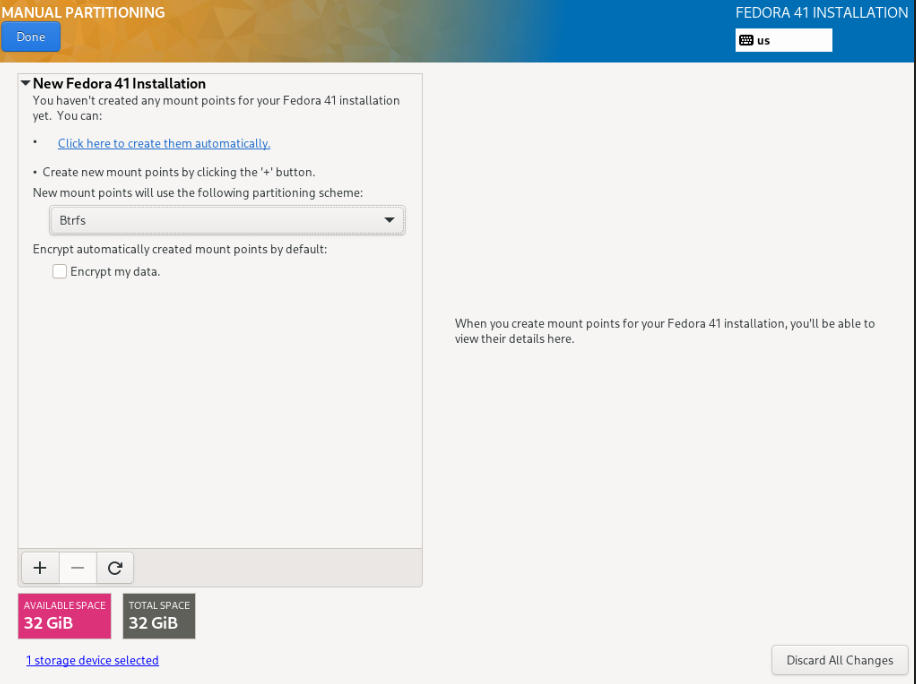 MANUAL PARTITIONING
FEDORA 41 INSTALLATION
Done
us
New Fedora 41 Installation
You haven't created any mount points for your Fedora 41 installation
yet. You can:
• Click here to create them automatically.
• Create new mount points by clicking the '+' button.
New mount points will use the following partitioning scheme:
Btrfs
Encrypt automatically created mount points by default:
Encrypt my data.
When you create mount points for your Fedora 41 installation, you'll be able to
view their details here.
AVAILABLE SPACE
32 GiB
TOTAL SPACE
32 GiB
1 storage device selected
Discard All Changes